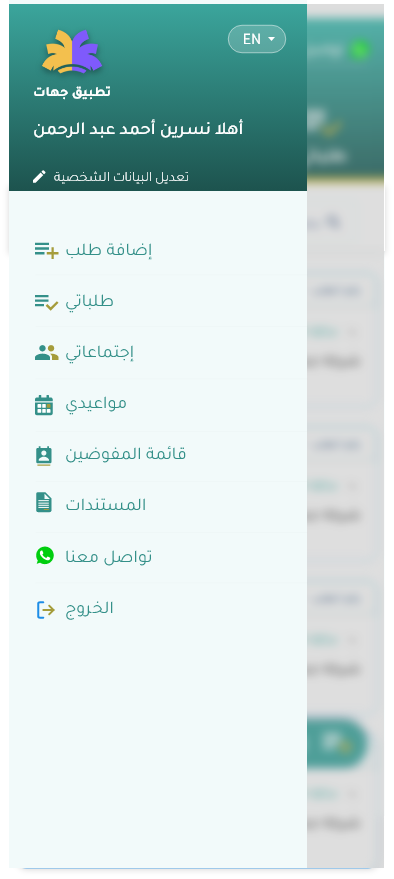 EN
تطبيق جهات
أهلا نسرين أحمد عبد الرحمن
تعديل البيانات الشخصية
إضافة طلب
طلباتي
إجتماعاتي
مواعيدي
قائمة المفوضين
المستندات
تواصل معنا
الخروج